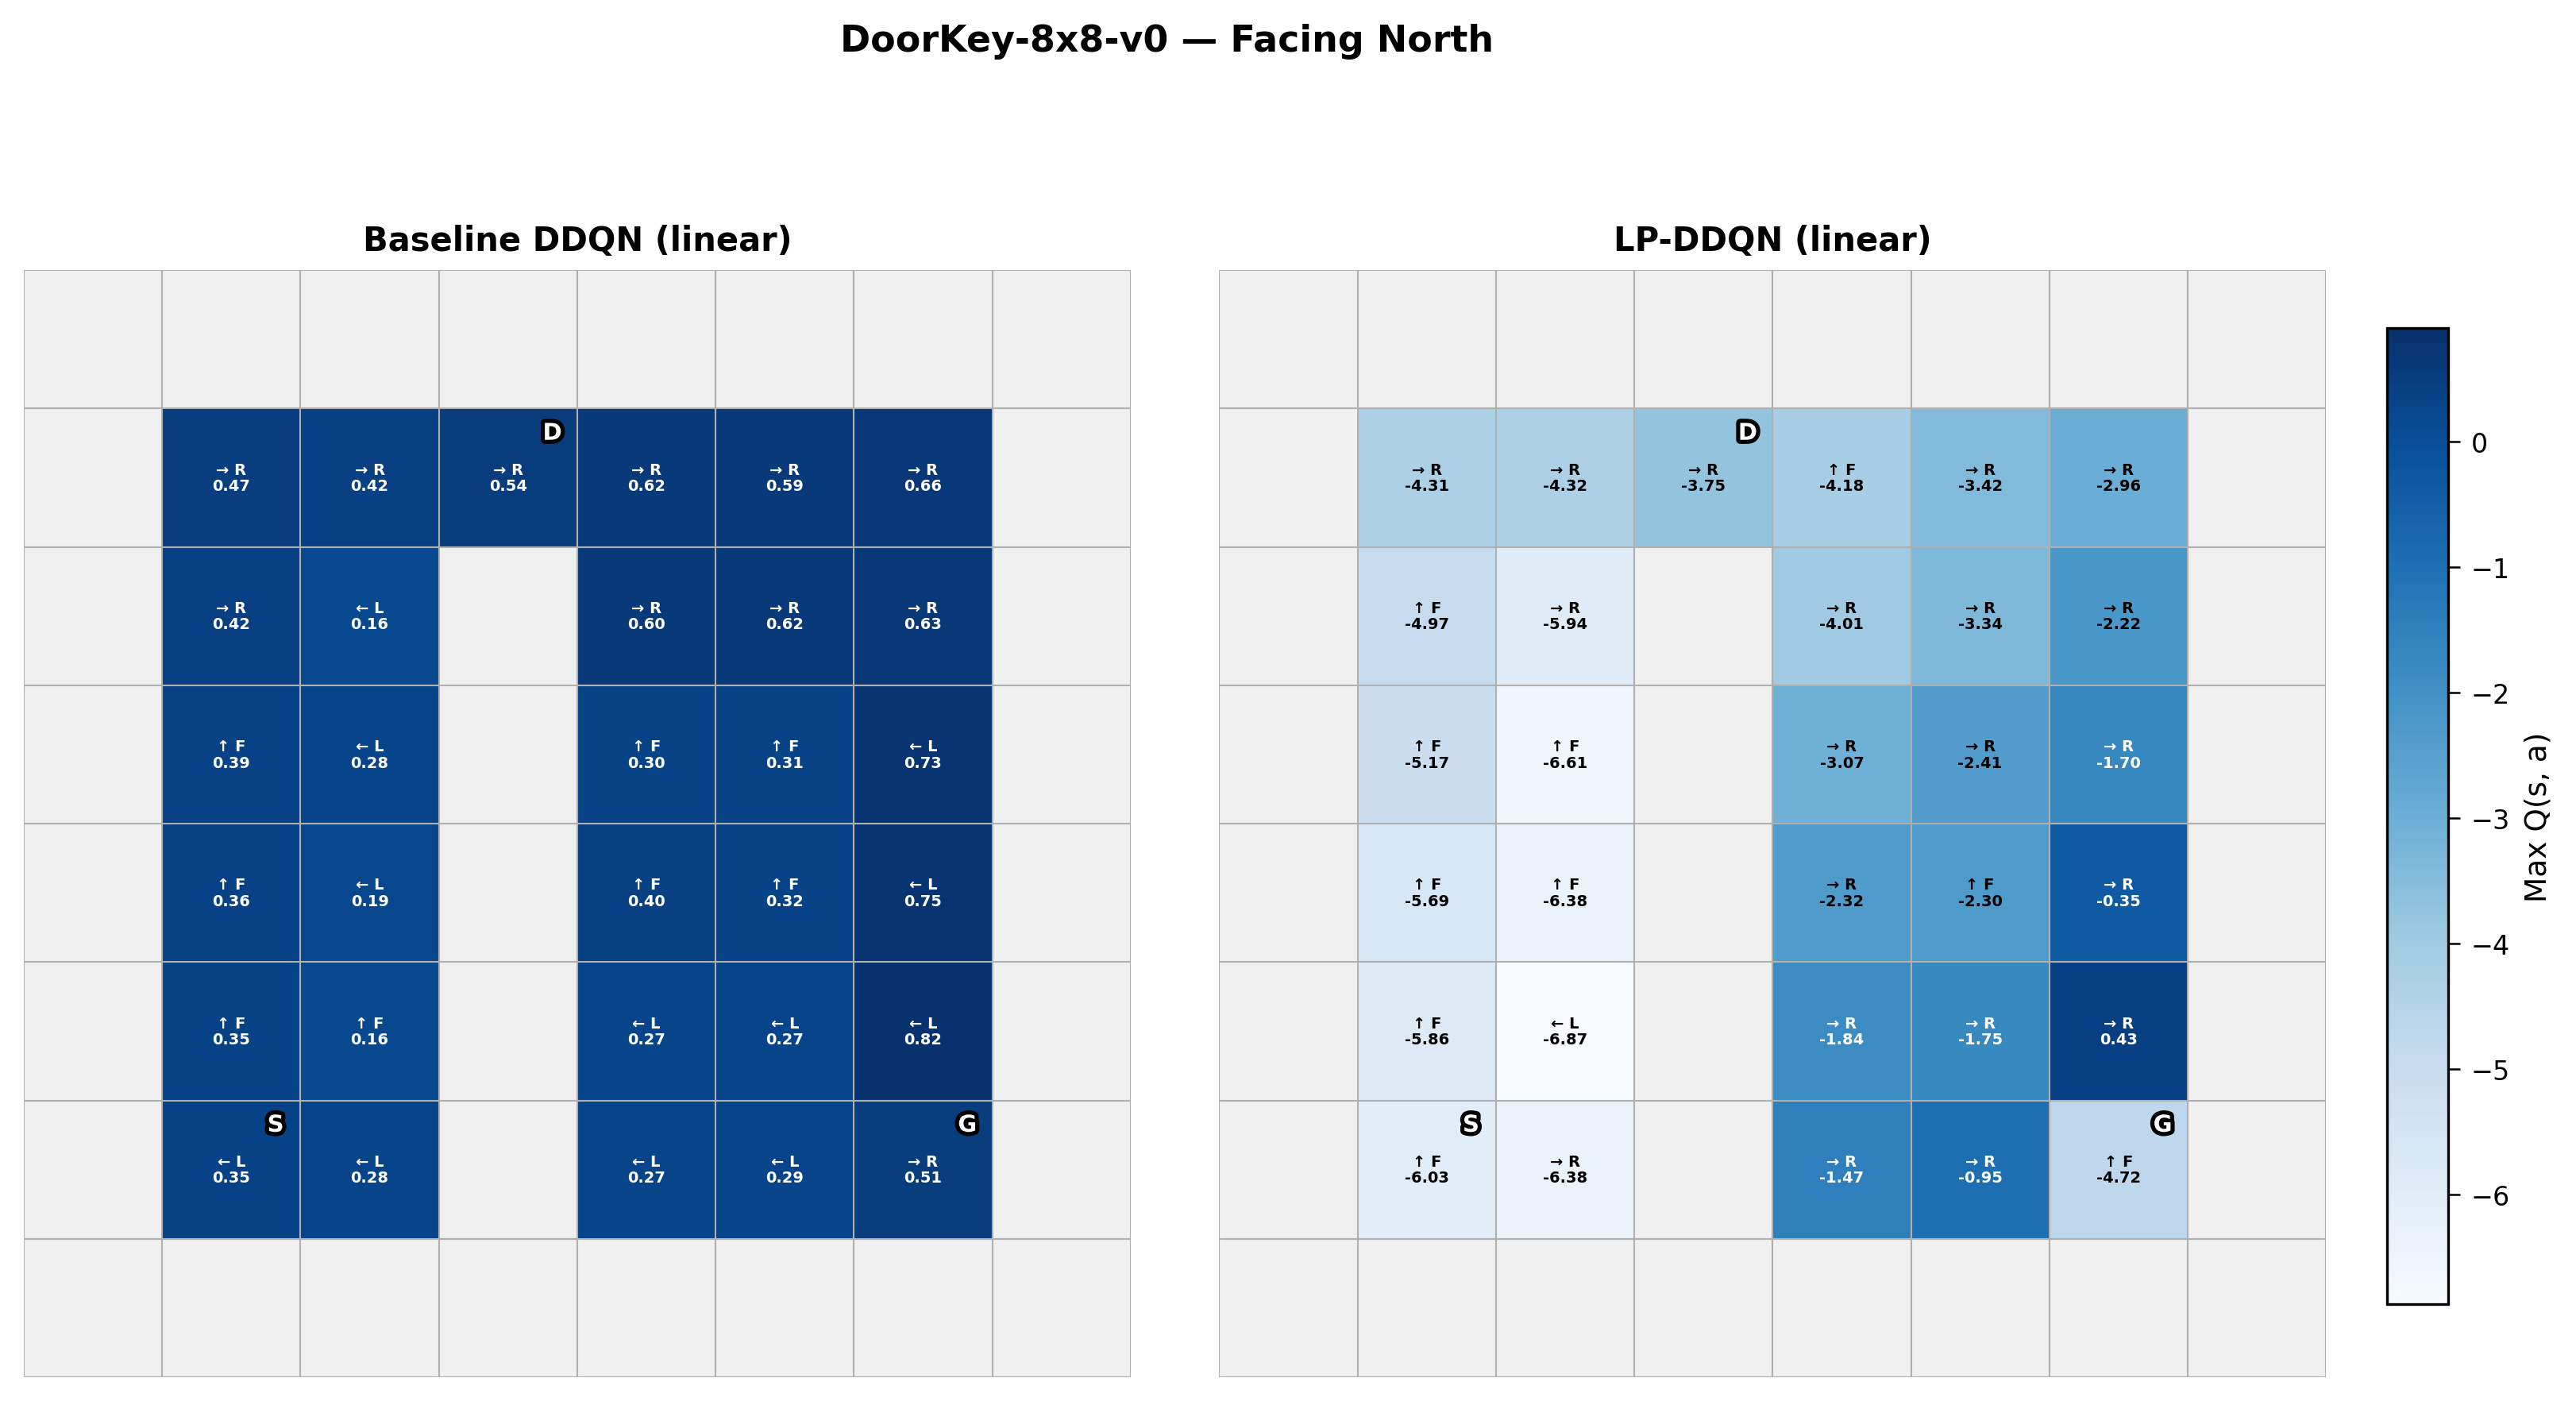 DoorKey-8x8-v0 — Facing North
Baseline DDQN (linear)
D
→ R → R → R → R → R → R
0.47 0.42 0.54 0.62 0.59 0.66
→ R ← L → R → R → R
0.42 0.16 0.60 0.62 0.63
↑ F ← L ↑ F ↑ F ← L
0.39 0.28 0.30 0.31 0.73
↑ F ← L ↑ F ↑ F ← L
0.36 0.19 0.40 0.32 0.75
↑ F ↑ F ← L ← L ← L
0.35 0.16 0.27 0.27 0.82
S G
← L ← L ← L ← L → R
0.35 0.28 0.27 0.29 0.51
LP-DDQN (linear)
D
→ R → R → R ↑ F → R → R
-4.31 -4.32 -3.75 -4.18 -3.42 -2.96
↑ F → R → R → R → R
-4.97 -5.94 -4.01 -3.34 -2.22
↑ F ↑ F → R → R → R
-5.17 -6.61 -3.07 -2.41 -1.70
↑ F ↑ F → R ↑ F → R
-5.69 -6.38 -2.32 -2.30 -0.35
↑ F ← L → R → R → R
-5.86 -6.87 -1.84 -1.75 0.43
S G
↑ F → R → R → R ↑ F
-6.03 -6.38 -1.47 -0.95 -4.72
0
−1
−2
−3
−4
−5
−6
Max Q(s, a)